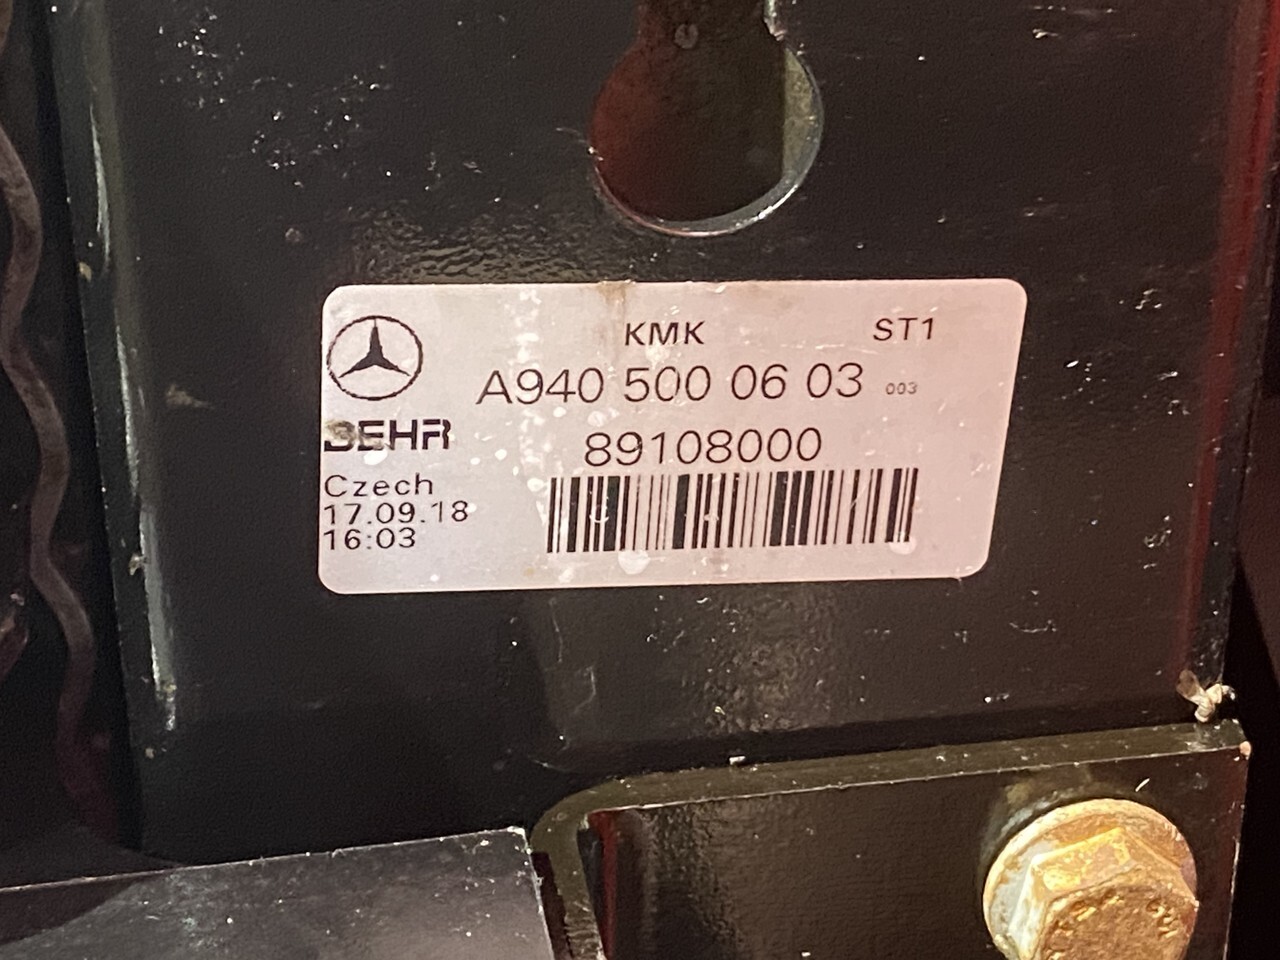 KMK ST1
A940 500 06 03 003
BEHR
89108000
Czech
17.09.18
16:03